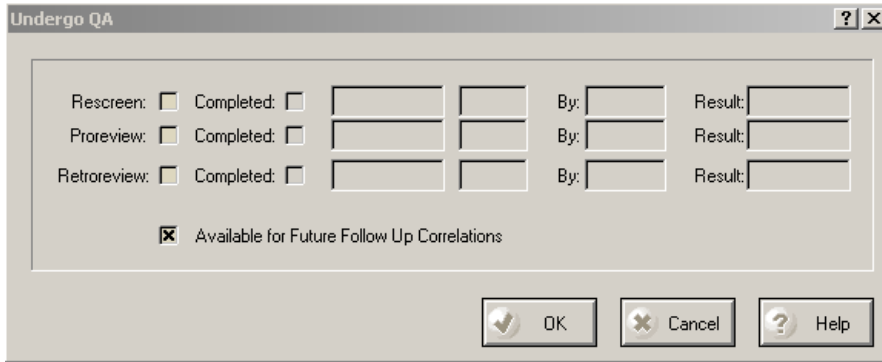 Undergo QA
Rescreen: Completed: By: Result:
Proreview: Completed: By: Result:
Retroreview: Completed: By: Result:
Available for Future Follow Up Correlations
OK Cancel ? Help